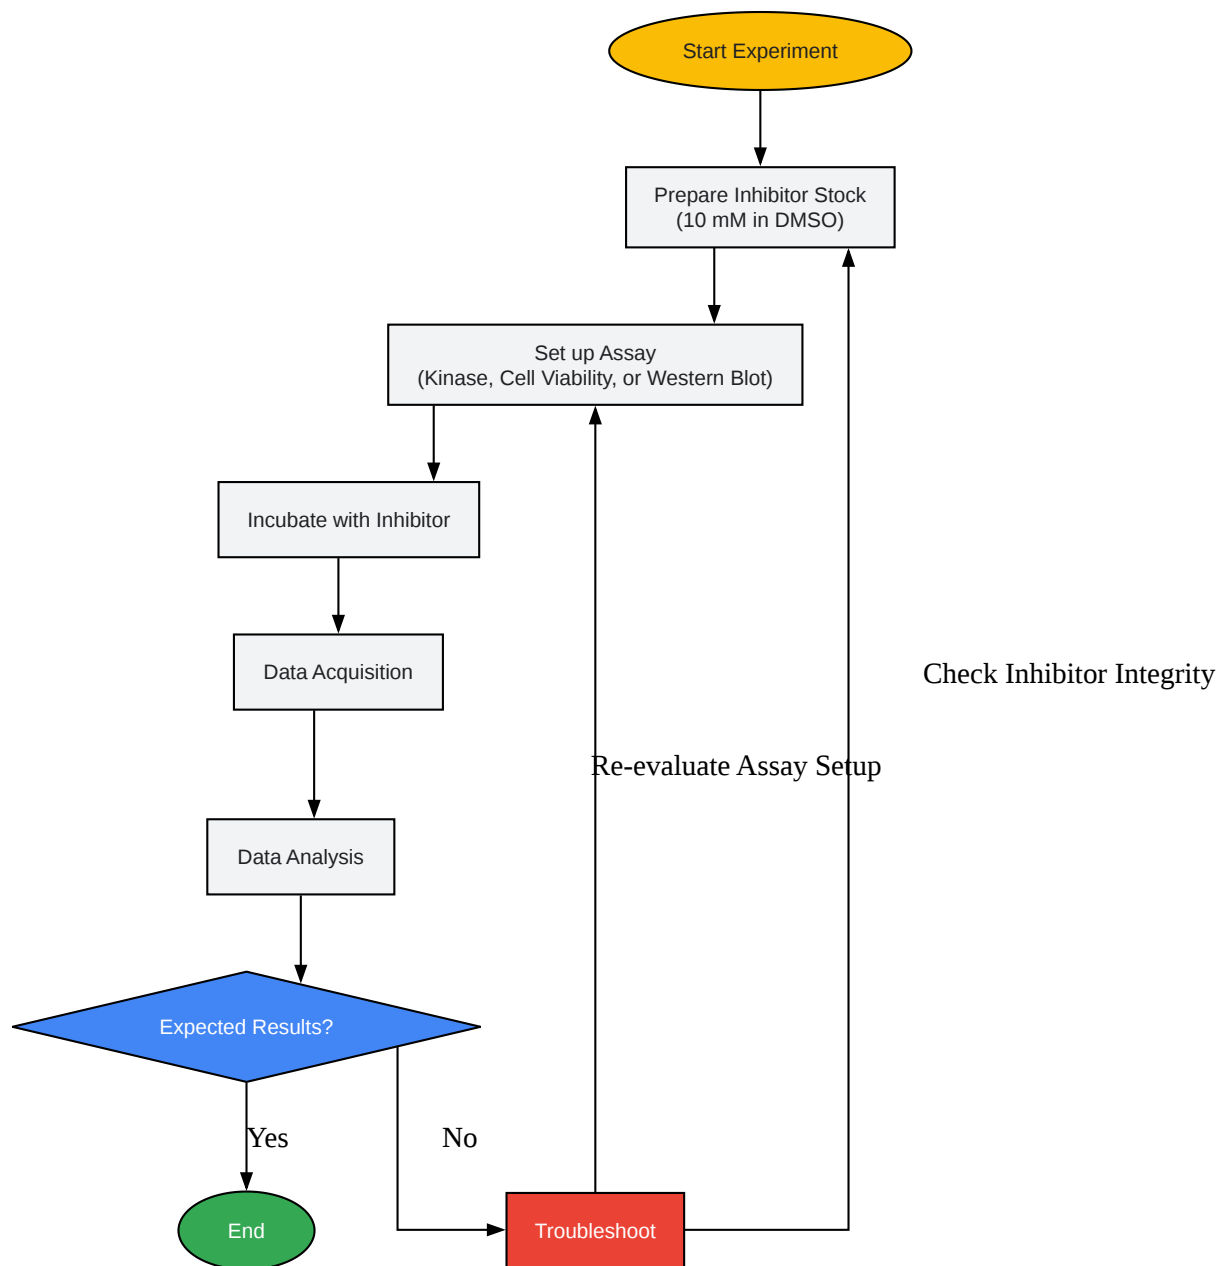 Start Experiment
Prepare Inhibitor Stock
(10 mM in DMSO)
Set up Assay
(Kinase, Cell Viability, or Western Blot)
Incubate with Inhibitor
Data Acquisition
Check Inhibitor Integrity
Re-evaluate Assay Setup
Data Analysis
Expected Results?
Yes
No
End
Troubleshoot